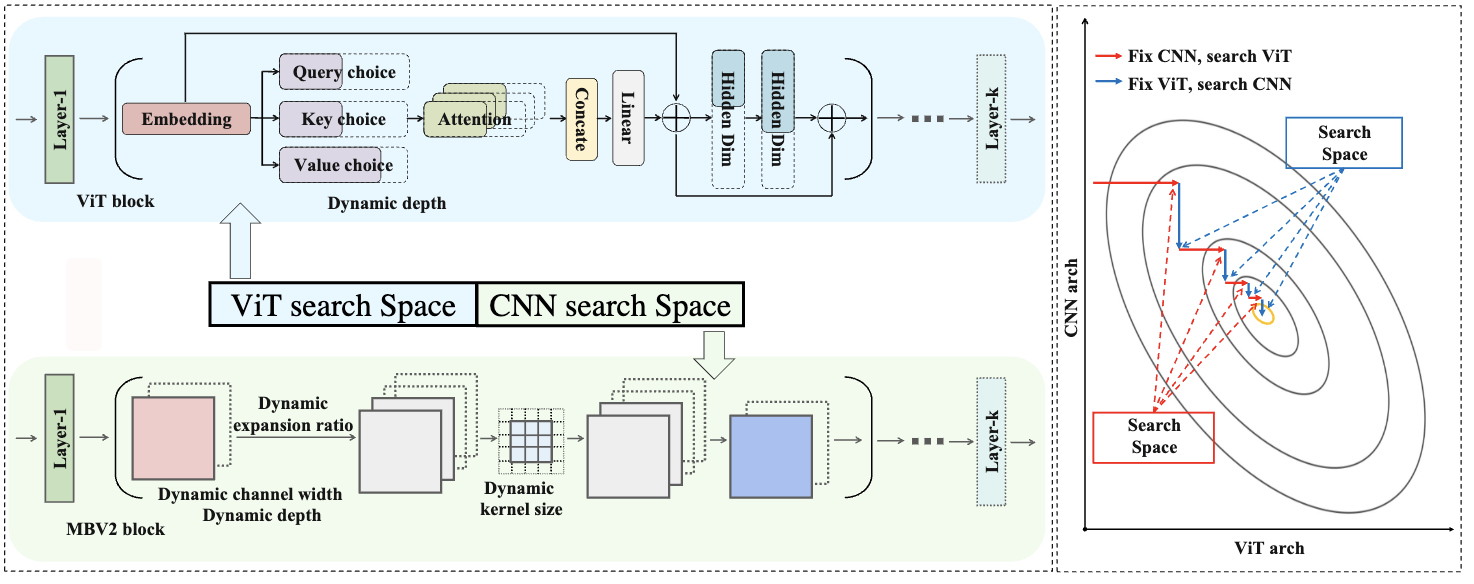 Layer-1
Embedding
Query choice
Key choice
Value choice
Attention
Concate
Linear
Hidden Dim
Hidden Dim
Layer-k
ViT block
Dynamic depth
ViT search Space
CNN search Space
Layer-1
Dynamic
expansion ratio
Dynamic channel width
Dynamic depth
Dynamic
kernel size
Layer-k
MBV2 block
Fix CNN, search ViT
Fix ViT, search CNN
Search
Space
CNN arch
Search
Space
ViT arch